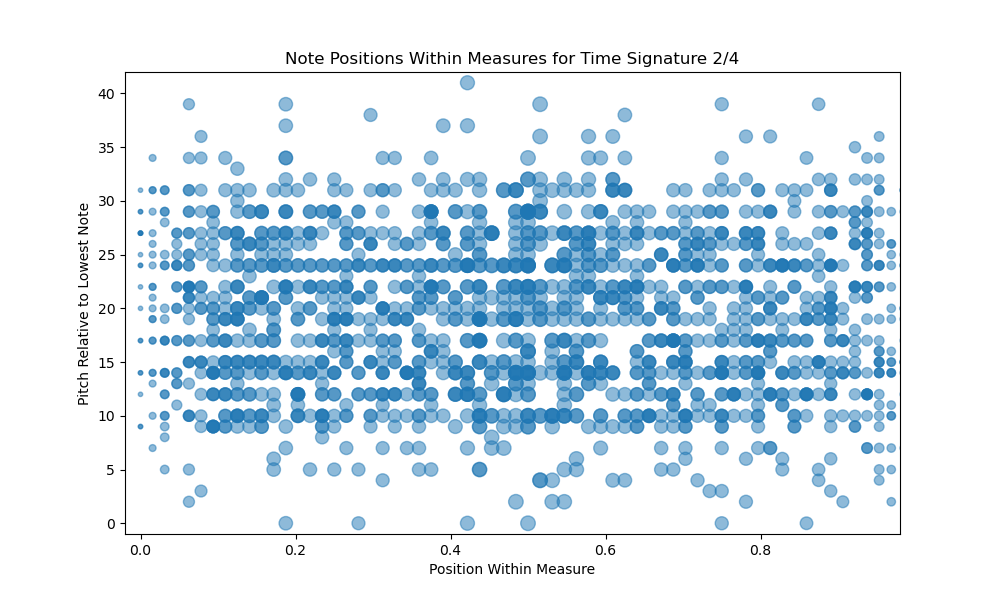 Note Positions Within Measures for Time Signature 2/4
40
35
30
25
20
15
10
5
0
Pitch Relative to Lowest Note
0.0 0.2 0.4 0.6 0.8
Position Within Measure